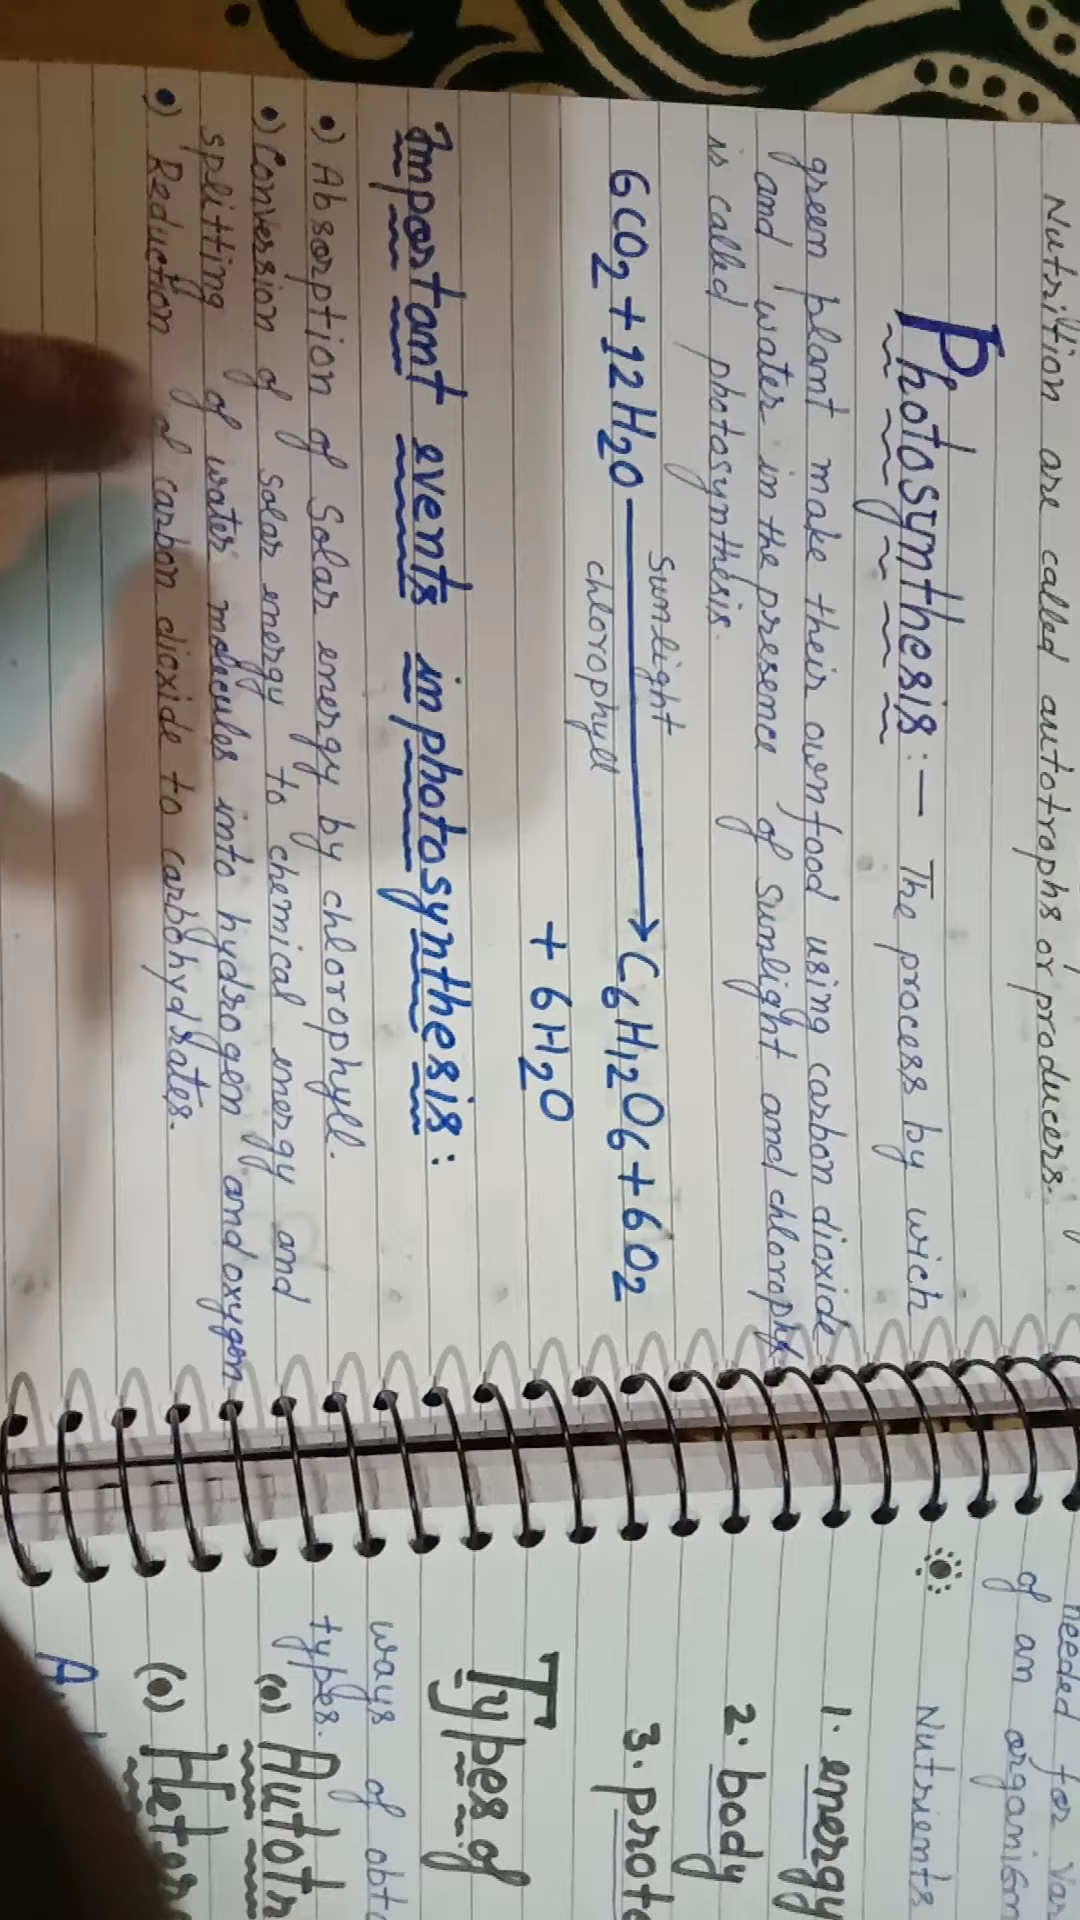 Nutrition are called autotrophs or producers.
Photosynthesis:— The process by wich
green plant make their own food using carbon dioxide
and water in the presence of Sunlight and chlorophy
is called photosynthesis.
Sunlight
6CO2+12H2O → C6H12O6+6O2
chlorophyll
+ 6H2O
Important events in photosynthesis:
•) Absorption of Solar energy by chlorophyll.
•) Conversion of solar energy to chemical energy and
splitting of water molecules into hydrogen and oxygen
•) Reduction of carbon dioxide to carbohydrates.
needed for var
of an organism
Nutrients
1. energy
2. body
3. prote
Types of
ways of obt
types.
(•) Autotr
(•) Heter